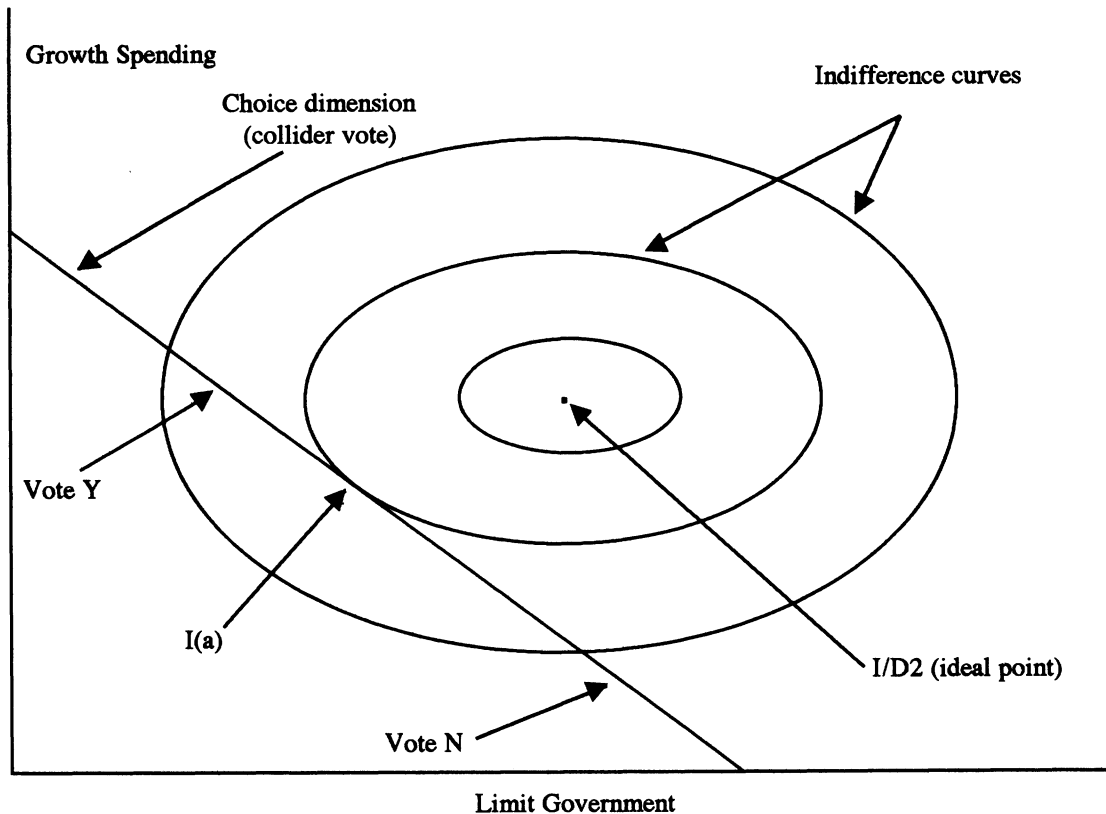 Growth Spending
Indifference curves
Choice dimension
(collider vote)
Vote Y
I(a)
I/D2 (ideal point)
Vote N
Limit Government